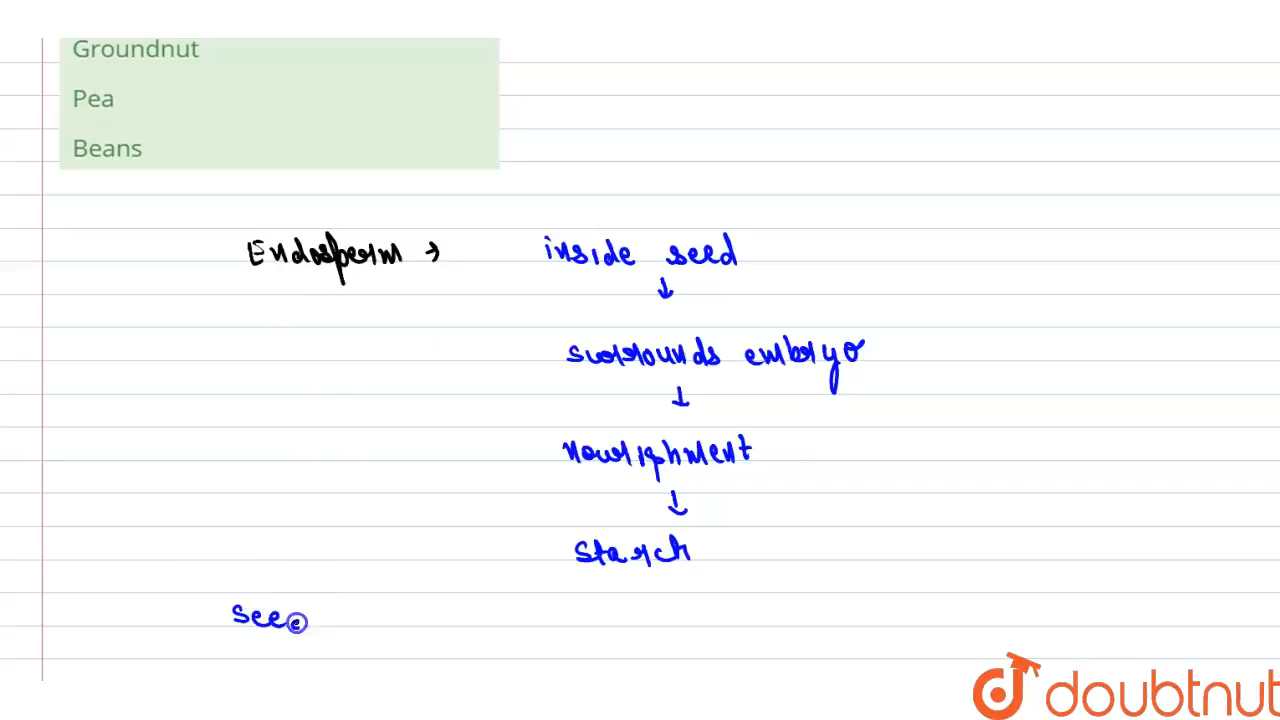 Groundnut
Pea
Beans
Endosperm → inside seed
↓
surrounds embryo
↓
nourishment
↓
starch
see
doubtnut